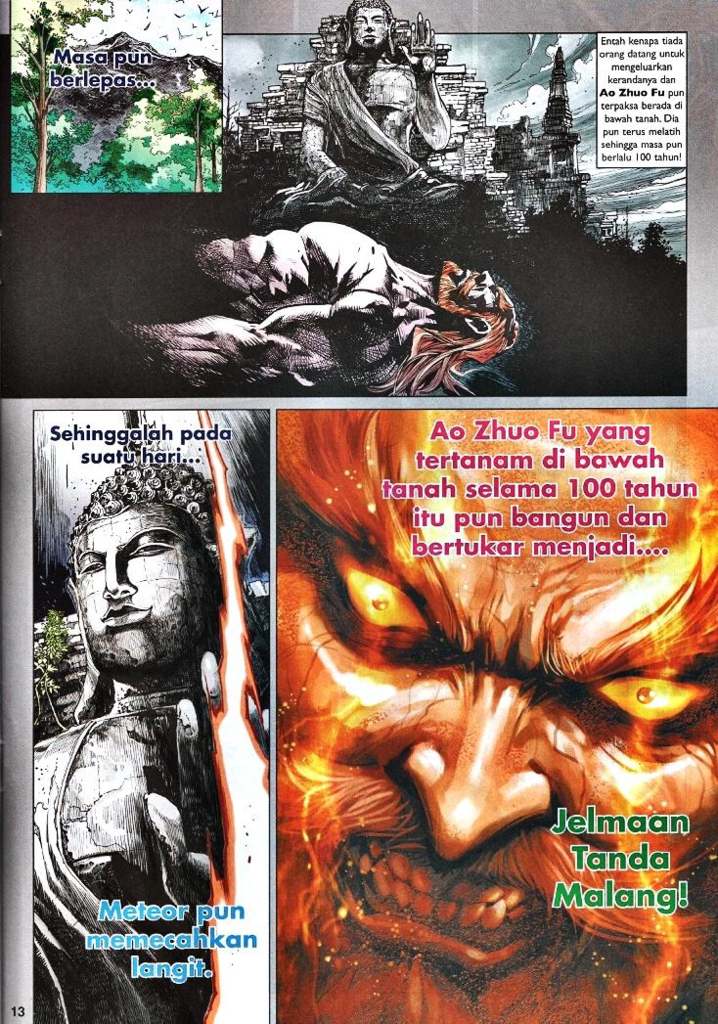 Masa pun
berlepas...
Entah kenapa tiada
orang datang untuk
mengeluarkan
kerandanya dan
Ao Zhuo Fu pun
terpaksa berada di
bawah tanah. Dia
pun terus melatih
sehingga masa pun
berlalu 100 tahun!
Sehinggalah pada
suatu hari...
Meteor pun
memecahkan
langit.
Ao Zhuo Fu yang
tertanam di bawah
tanah selama 100 tahun
itu pun bangun dan
bertukar menjadi....
Jelmaan
Tanda
Malang!
13